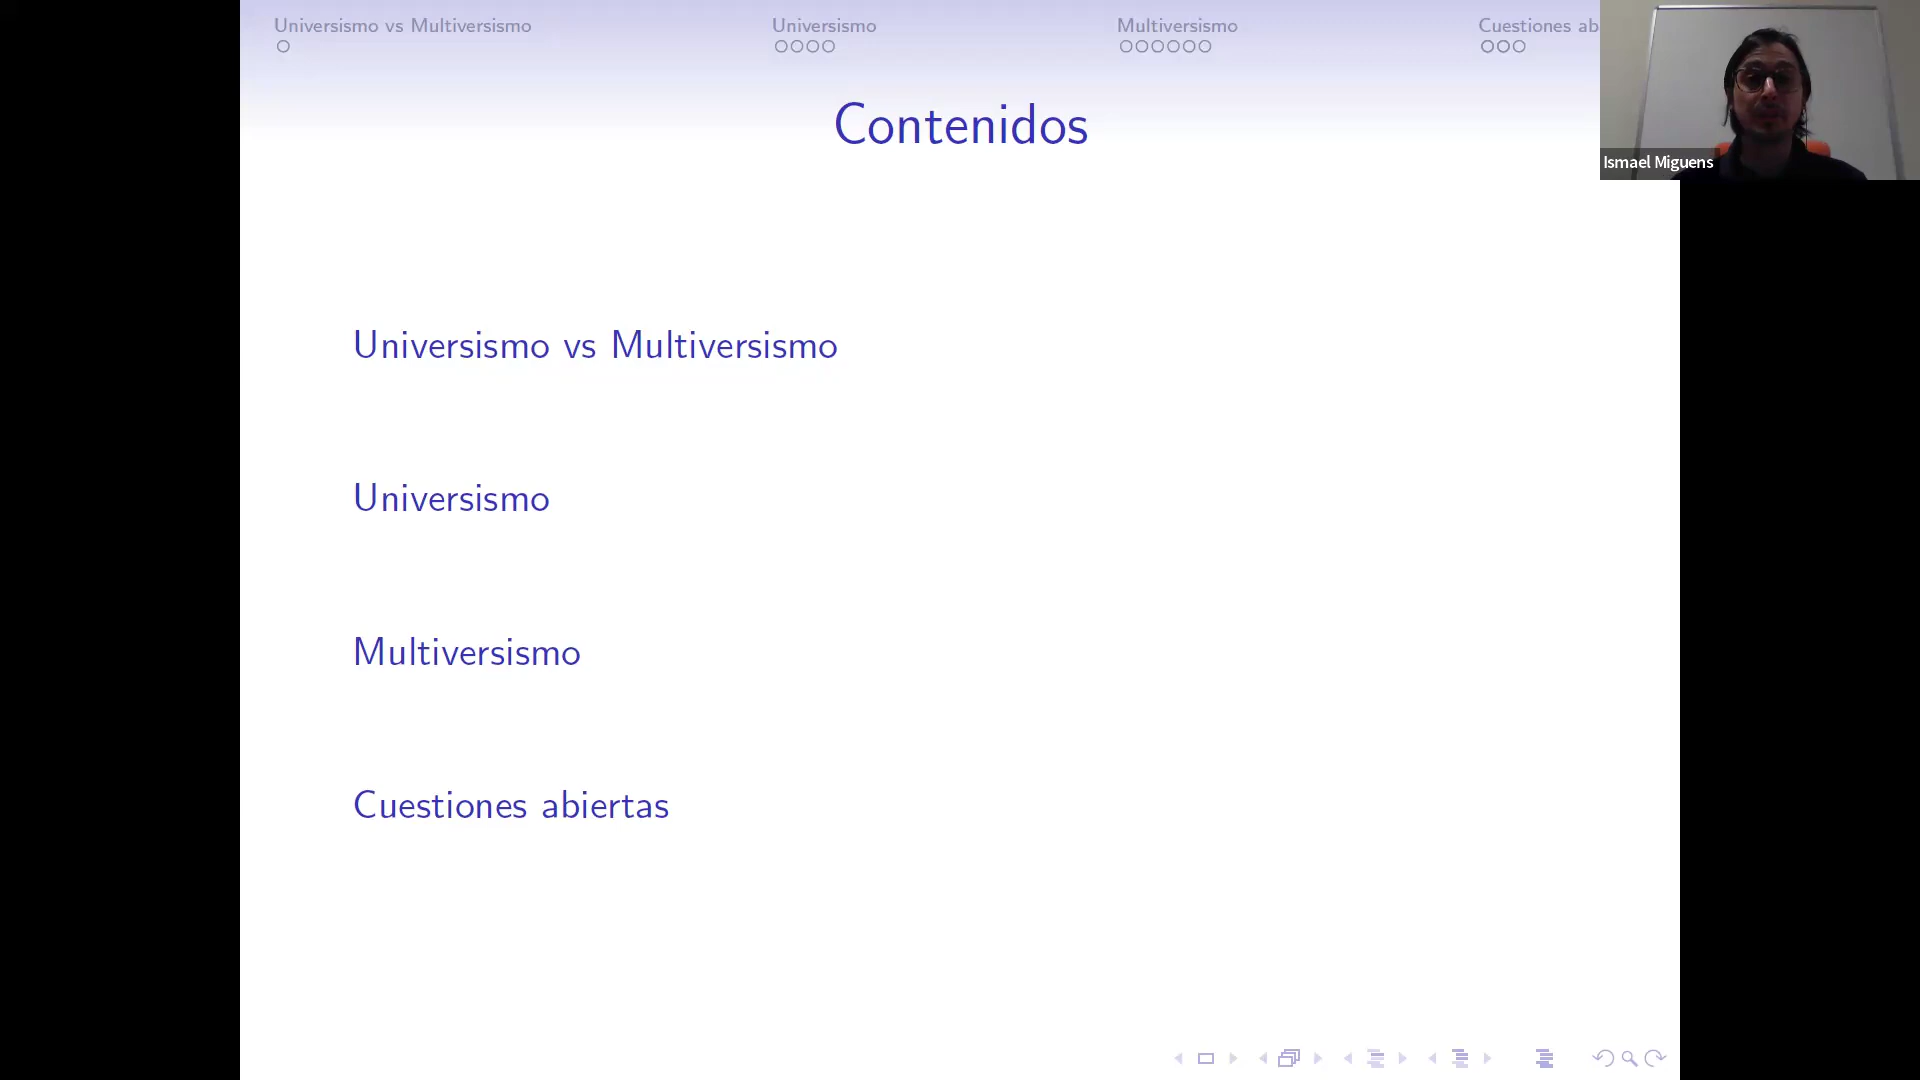 Universismo vs Multiversismo
Universismo
Multiversismo
Cuestiones ab
Contenidos
Ismael Miguens
Universismo vs Multiversismo
Universismo
Multiversismo
Cuestiones abiertas